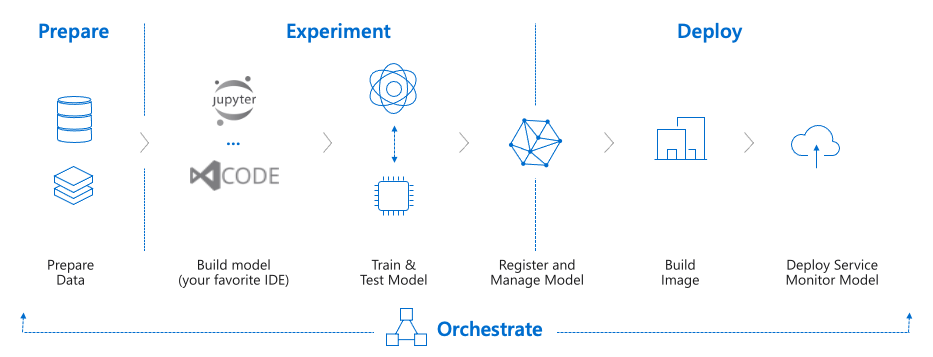 Prepare
Experiment
Deploy
jupyter
...
CODE
Prepare
Data
Build model
(your favorite IDE)
Train &
Test Model
Register and
Manage Model
Build
Image
Deploy Service
Monitor Model
Orchestrate